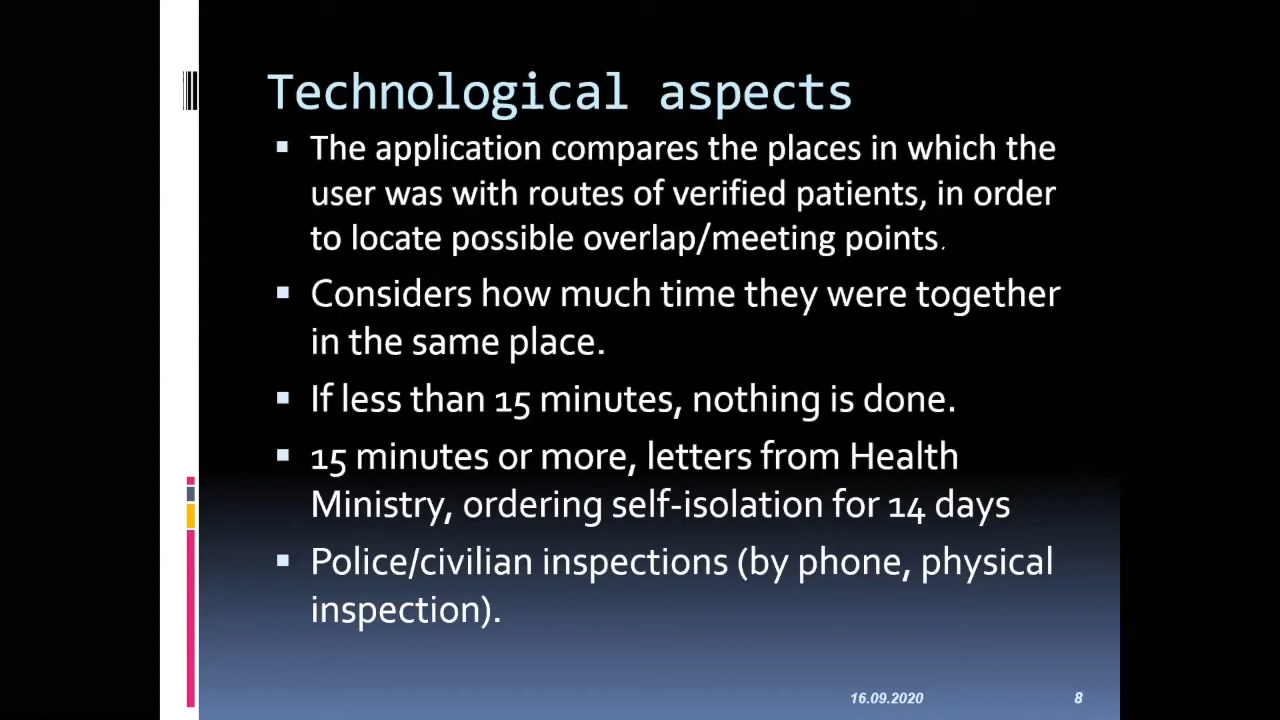 Technological aspects
▪ The application compares the places in which the
user was with routes of verified patients, in order
to locate possible overlap/meeting points.
▪ Considers how much time they were together
in the same place.
▪ If less than 15 minutes, nothing is done.
▪ 15 minutes or more, letters from Health
Ministry, ordering self-isolation for 14 days
▪ Police/civilian inspections (by phone, physical
inspection).
16.09.2020
8